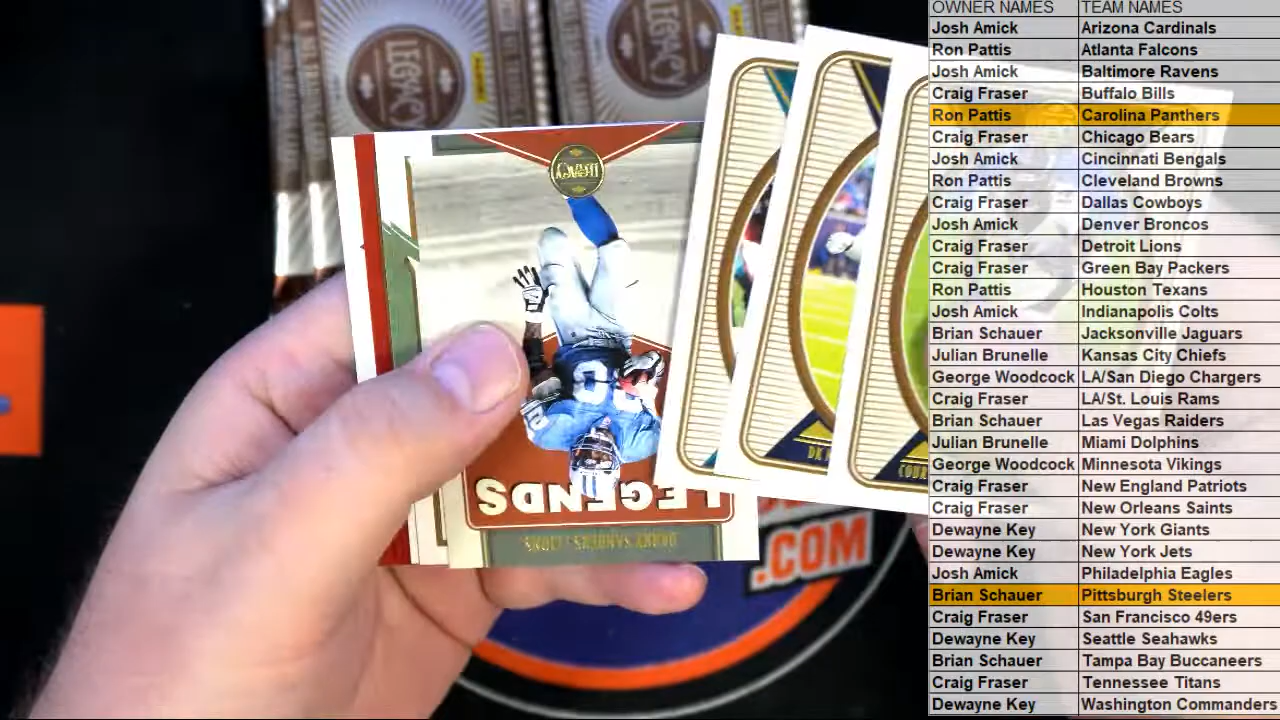 OWNER NAMES TEAM NAMES
Josh Amick Arizona Cardinals
Ron Pattis Atlanta Falcons
Josh Amick Baltimore Ravens
Craig Fraser Buffalo Bills
Ron Pattis Carolina Panthers
Craig Fraser Chicago Bears
Josh Amick Cincinnati Bengals
Ron Pattis Cleveland Browns
Craig Fraser Dallas Cowboys
Josh Amick Denver Broncos
Craig Fraser Detroit Lions
Craig Fraser Green Bay Packers
Ron Pattis Houston Texans
Josh Amick Indianapolis Colts
Brian Schauer Jacksonville Jaguars
Julian Brunelle Kansas City Chiefs
George Woodcock LA/San Diego Chargers
Craig Fraser LA/St. Louis Rams
Brian Schauer Las Vegas Raiders
Julian Brunelle Miami Dolphins
George Woodcock Minnesota Vikings
Craig Fraser New England Patriots
Craig Fraser New Orleans Saints
Dewayne Key New York Giants
Dewayne Key New York Jets
Josh Amick Philadelphia Eagles
Brian Schauer Pittsburgh Steelers
Craig Fraser San Francisco 49ers
Dewayne Key Seattle Seahawks
Brian Schauer Tampa Bay Buccaneers
Craig Fraser Tennessee Titans
Dewayne Key Washington Commanders
LEGACY
LEGACY
LEGENDS
BARRY SANDERS, LIONS
.COM